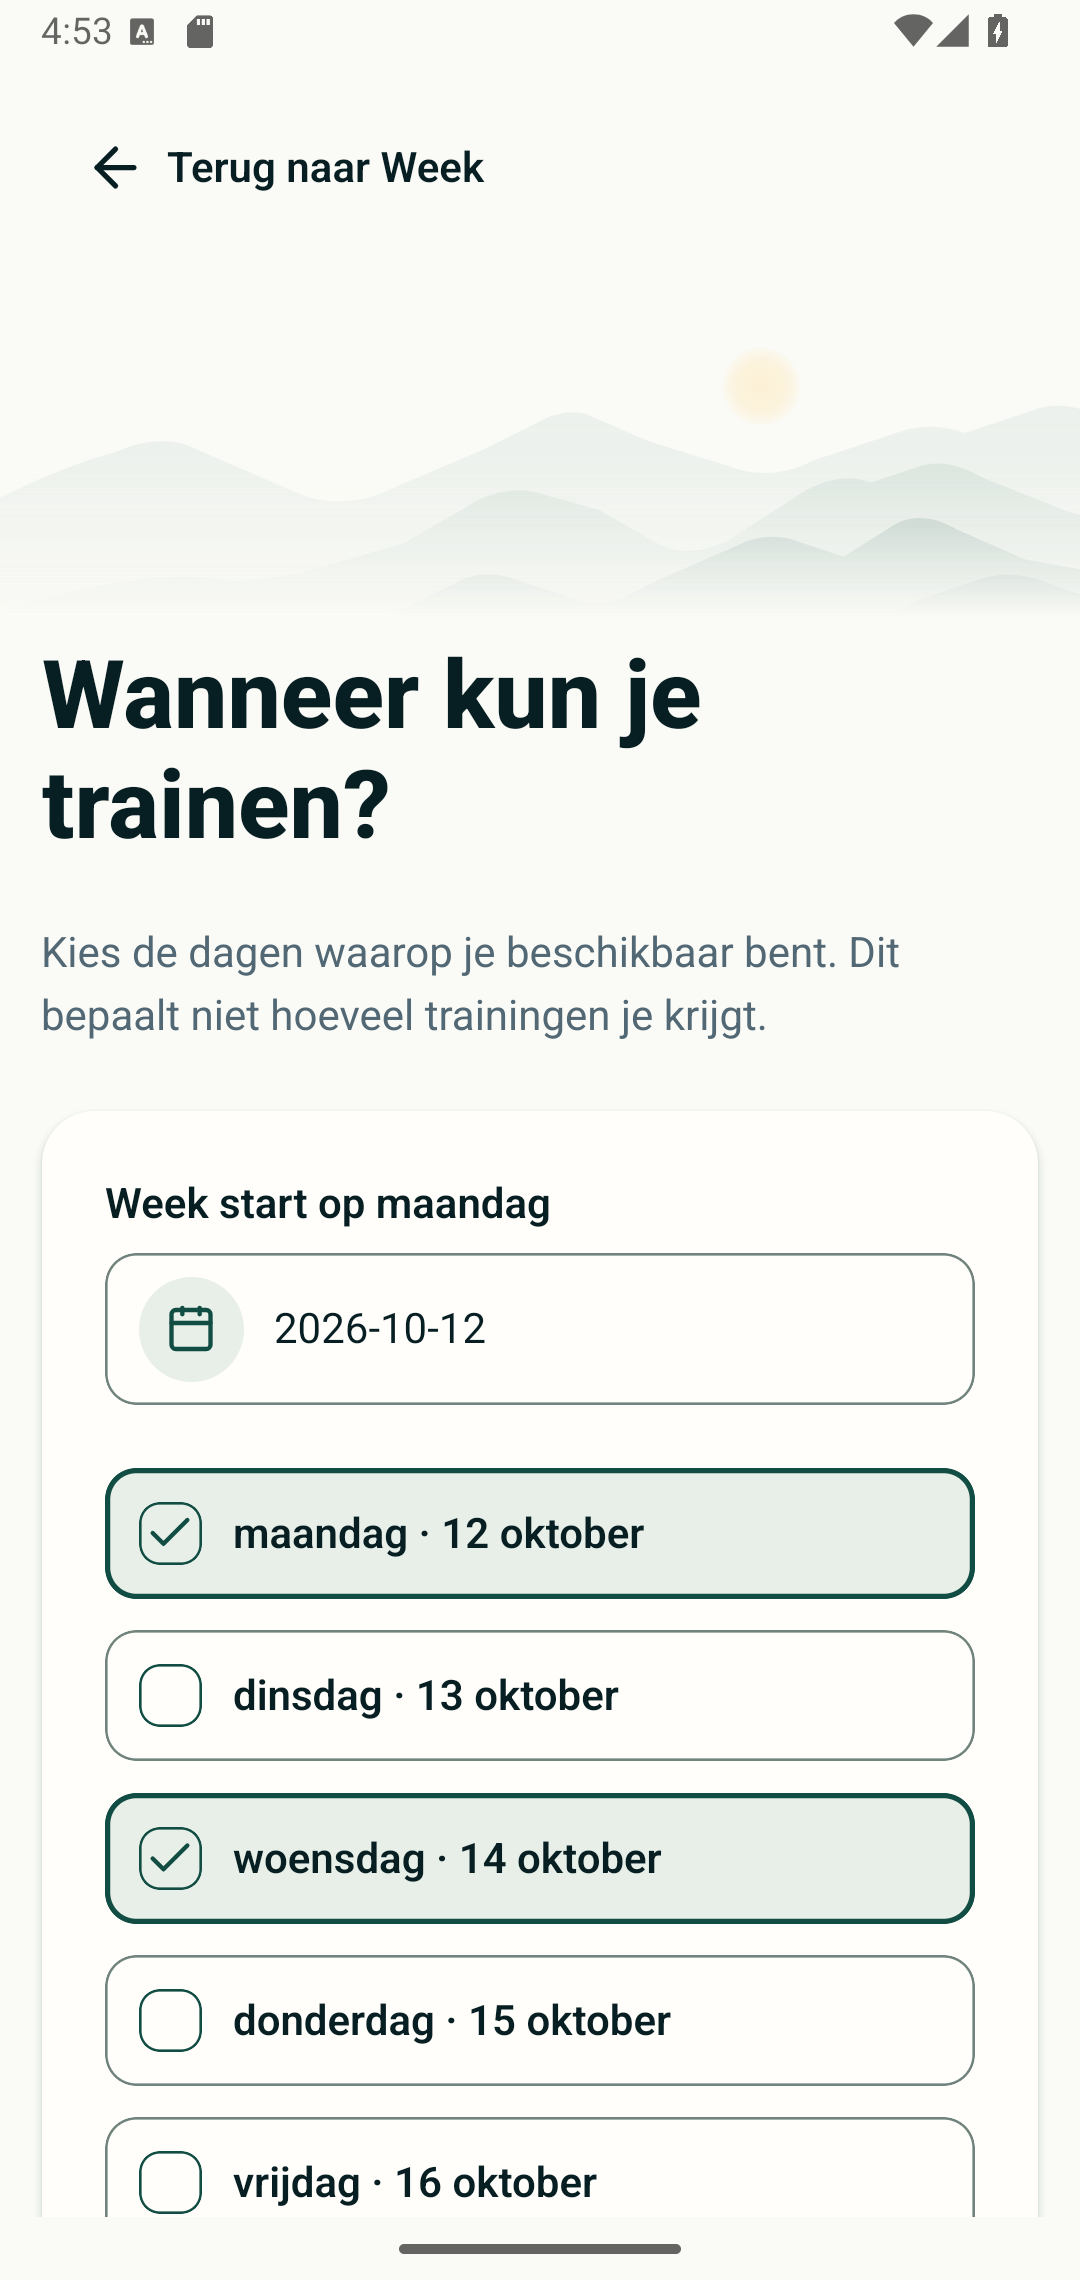 4:53
Terug naar Week
Wanneer kun je
trainen?
Kies de dagen waarop je beschikbaar bent. Dit
bepaalt niet hoeveel trainingen je krijgt.
Week start op maandag
2026-10-12
maandag · 12 oktober
dinsdag · 13 oktober
woensdag · 14 oktober
donderdag · 15 oktober
vrijdag · 16 oktober